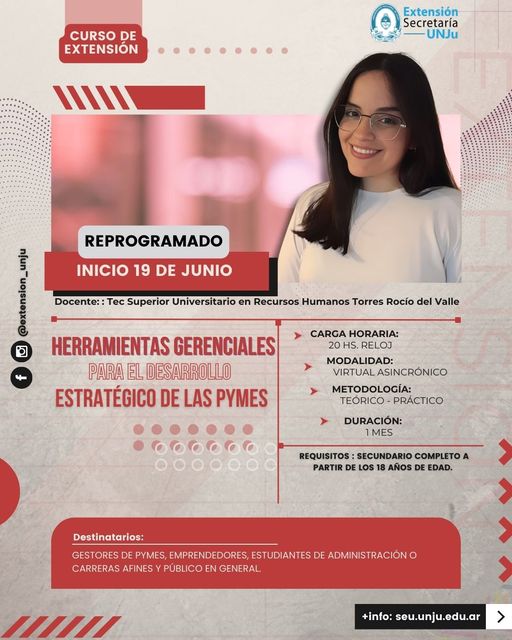 CURSO DE
EXTENSIÓN
Extensión
Secretaría
UNJu
REPROGRAMADO
INICIO 19 DE JUNIO
@extension_unju
Docente: : Tec Superior Universitario en Recursos Humanos Torres Rocío del Valle
HERRAMIENTAS GERENCIALES
PARA EL DESARROLLO
ESTRATÉGICO DE LAS PYMES
CARGA HORARIA:
20 HS. RELOJ
MODALIDAD:
VIRTUAL ASINCRÓNICO
METODOLOGÍA:
TEÓRICO - PRÁCTICO
DURACIÓN:
1 MES
REQUISITOS : SECUNDARIO COMPLETO A
PARTIR DE LOS 18 AÑOS DE EDAD.
Destinatarios:
GESTORES DE PYMES, EMPRENDEDORES, ESTUDIANTES DE ADMINISTRACIÓN O
CARRERAS AFINES Y PÚBLICO EN GENERAL.
+info: seu.unju.edu.ar
EXTENSIÓN